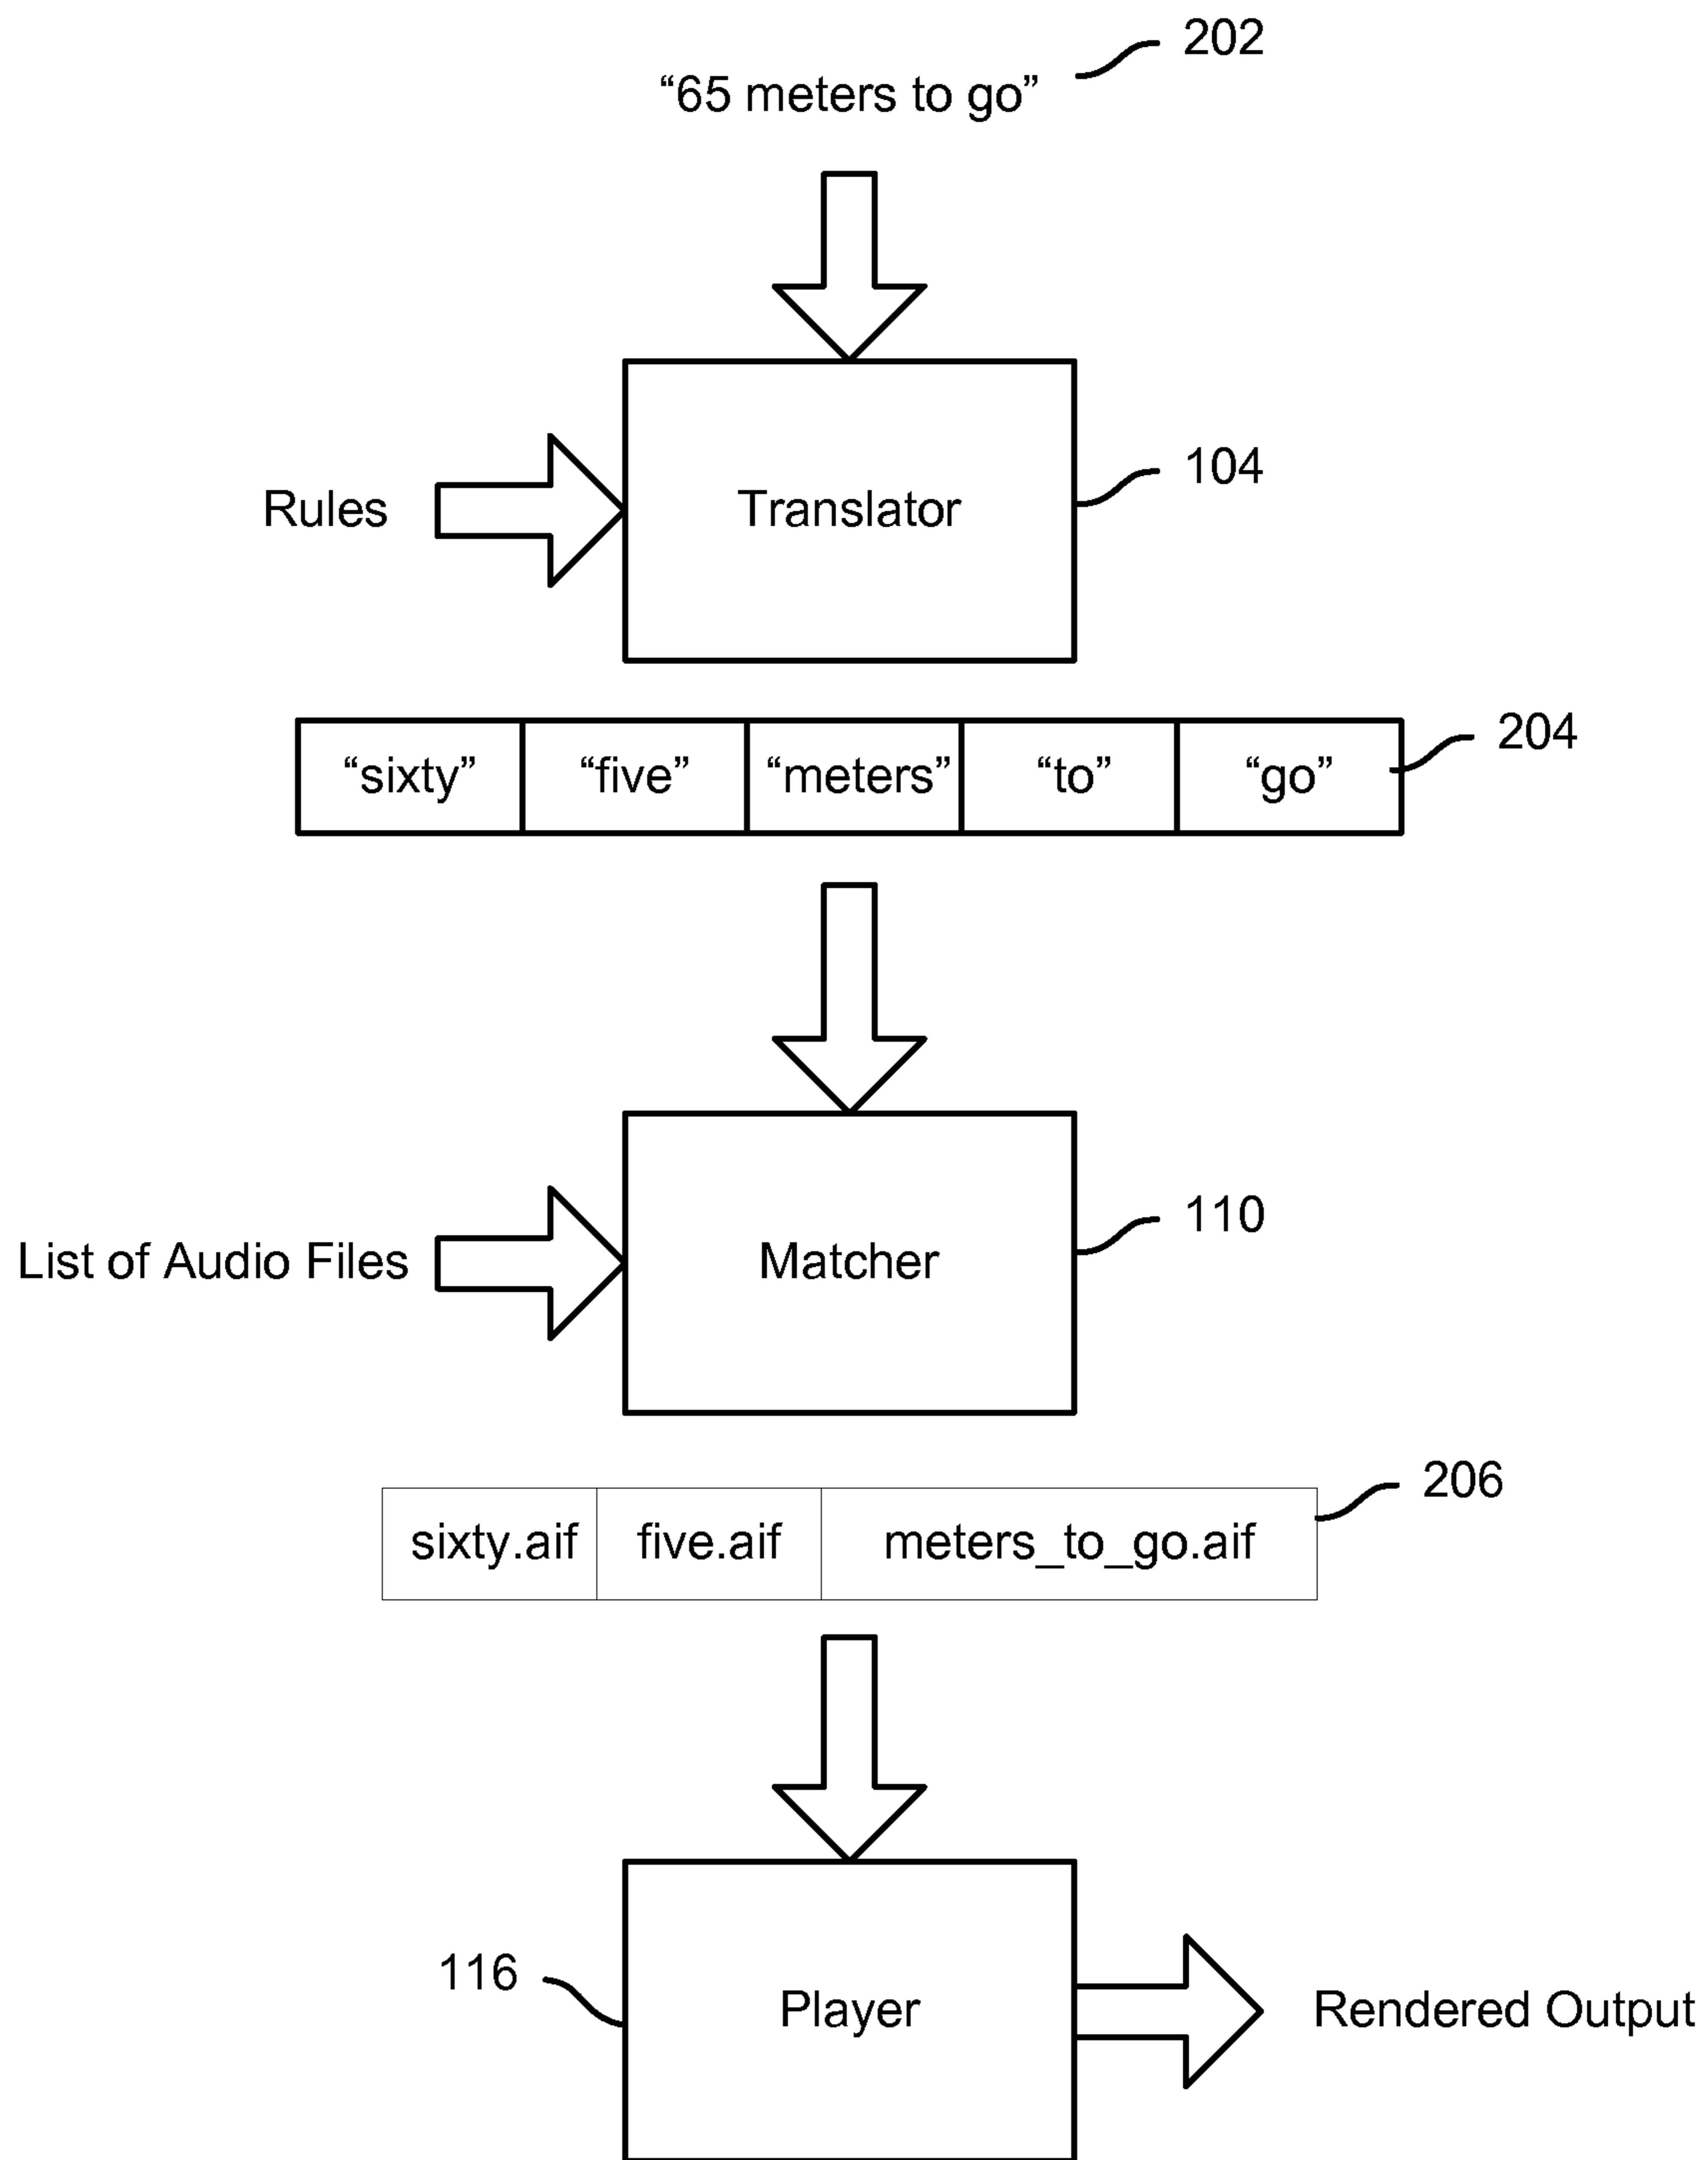 202
“65 meters to go”
104
Rules
Translator
204
“sixty” “five” “meters” “to” “go”
110
List of Audio Files
Matcher
206
sixty.aif five.aif meters_to_go.aif
116
Player
Rendered Output